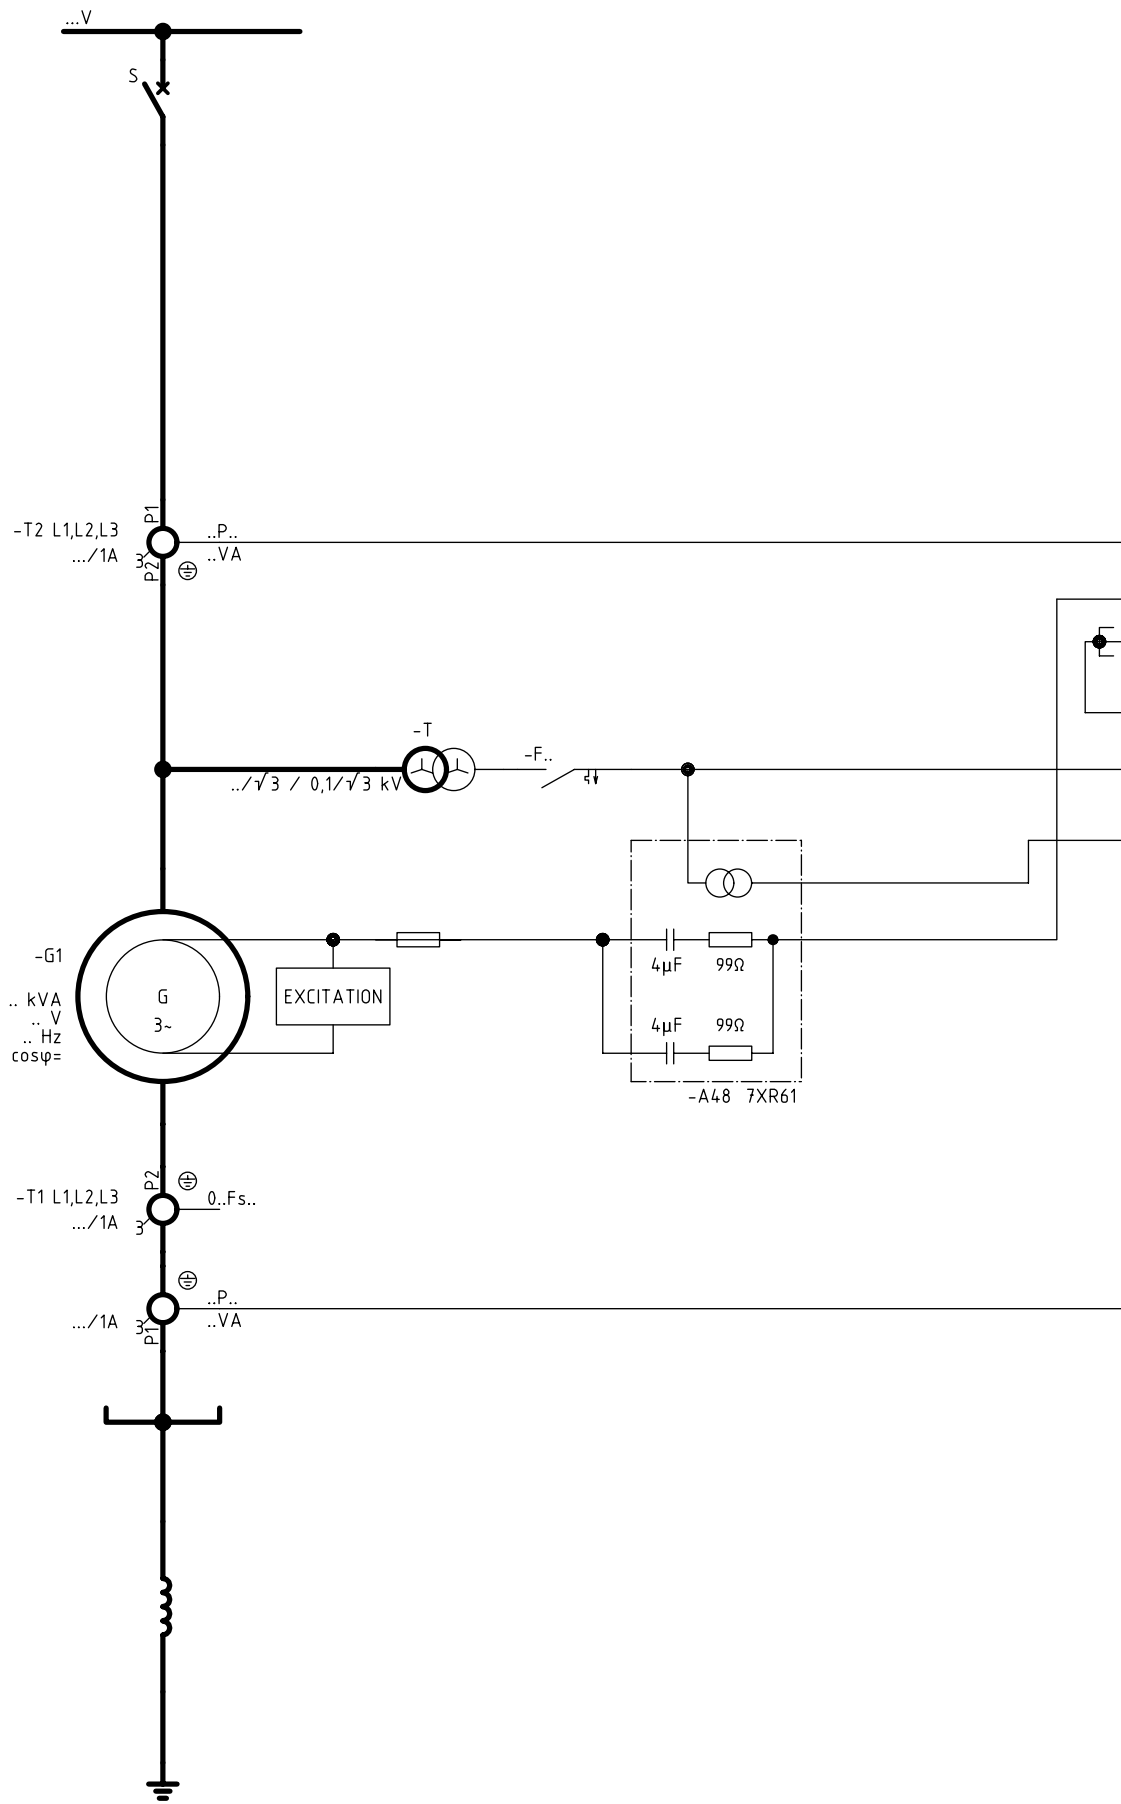 ...V
S
P1
-T2 L1,L2,L3
..P..
.../1A
3
..VA
P2
-T
-F..
../√3 / 0,1/√3 kV
-G1
.. kVA
.. V
.. Hz
cosφ=
G
3~
EXCITATION
4µF 99Ω
4µF 99Ω
-A48 7XR61
P2
-T1 L1,L2,L3
0..Fs..
.../1A
3
..P..
.../1A
3
..VA
P1